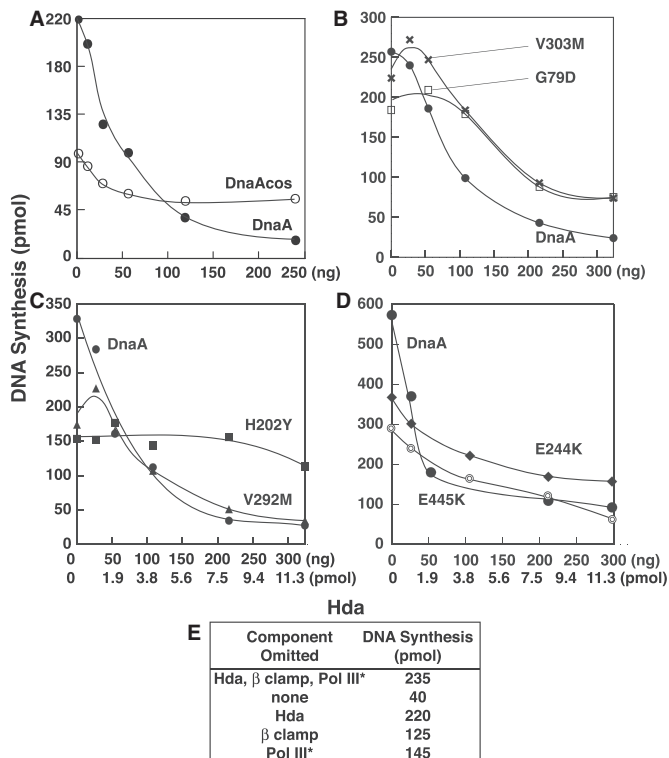 A
220
180
135
90
45
0
DnaAcos
DnaA
0 50 100 150 200 250 (ng)
B
300
250
200
150
100
50
0
V303M
G79D
DnaA
0 50 100 150 200 250 300 (ng)
DNA Synthesis (pmol)
C
350
300
250
200
150
100
50
0
DnaA
H202Y
V292M
0 50 100 150 200 250 300 (ng)
0 1.9 3.8 5.6 7.5 9.4 11.3 (pmol)
D
600
500
400
300
200
100
0
DnaA
E244K
E445K
0 50 100 150 200 250 300 (ng)
0 1.9 3.8 5.6 7.5 9.4 11.3 (pmol)
Hda
E
Component DNA Synthesis
Omitted (pmol)
Hda, β clamp, Pol III* 235
none 40
Hda 220
β clamp 125
Pol III* 145